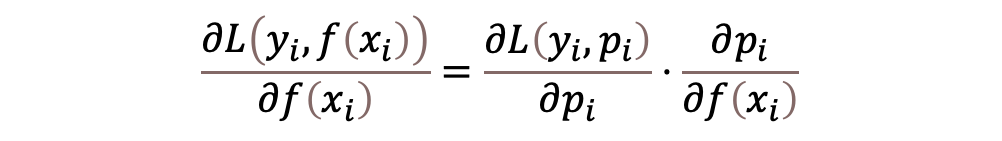 ∂L(yᵢ, f(xᵢ)) / ∂f(xᵢ) = ∂L(yᵢ, pᵢ) / ∂pᵢ · ∂pᵢ / ∂f(xᵢ)